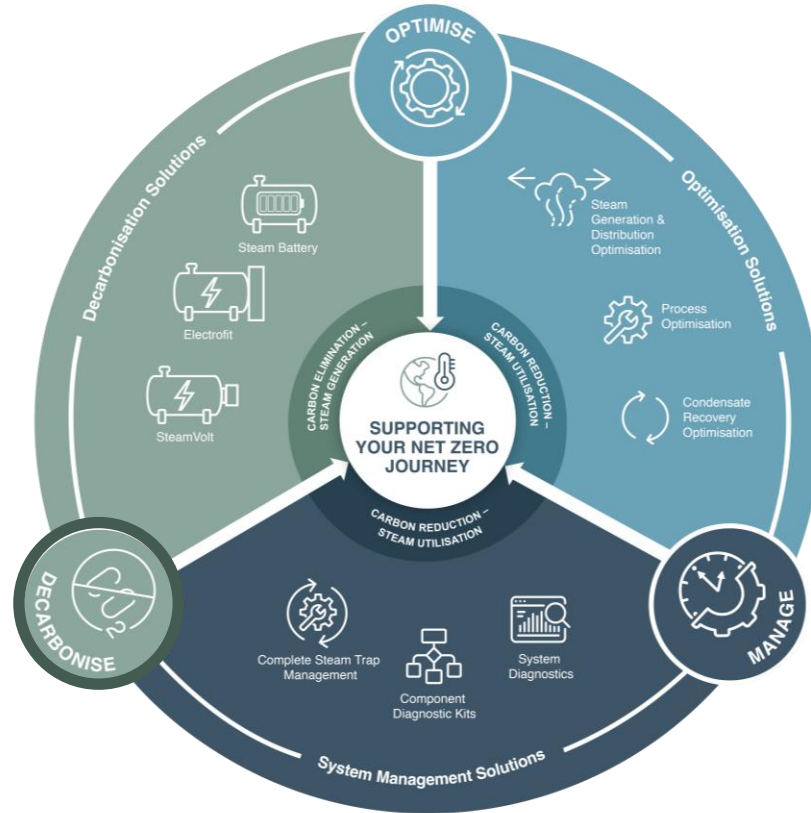 OPTIMISE
Decarbonisation Solutions
Optimisation Solutions
Steam Battery
Electrofit
SteamVolt
Steam
Generation &
Distribution
Optimisation
Process
Optimisation
Condensate
Recovery
Optimisation
CARBON ELIMINATION –
STEAM GENERATION
CARBON REDUCTION –
STEAM UTILISATION
SUPPORTING
YOUR NET ZERO
JOURNEY
CARBON REDUCTION –
STEAM UTILISATION
DECARBONISE
CO2
MANAGE
Complete Steam Trap
Management
Component
Diagnostic Kits
System
Diagnostics
System Management Solutions